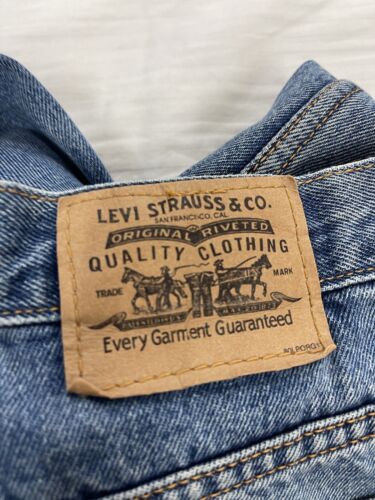 LEVI STRAUSS & CO.
SAN FRANCISCO, CAL.
ORIGINAL RIVETED
QUALITY CLOTHING
TRADE MARK
Every Garment Guaranteed